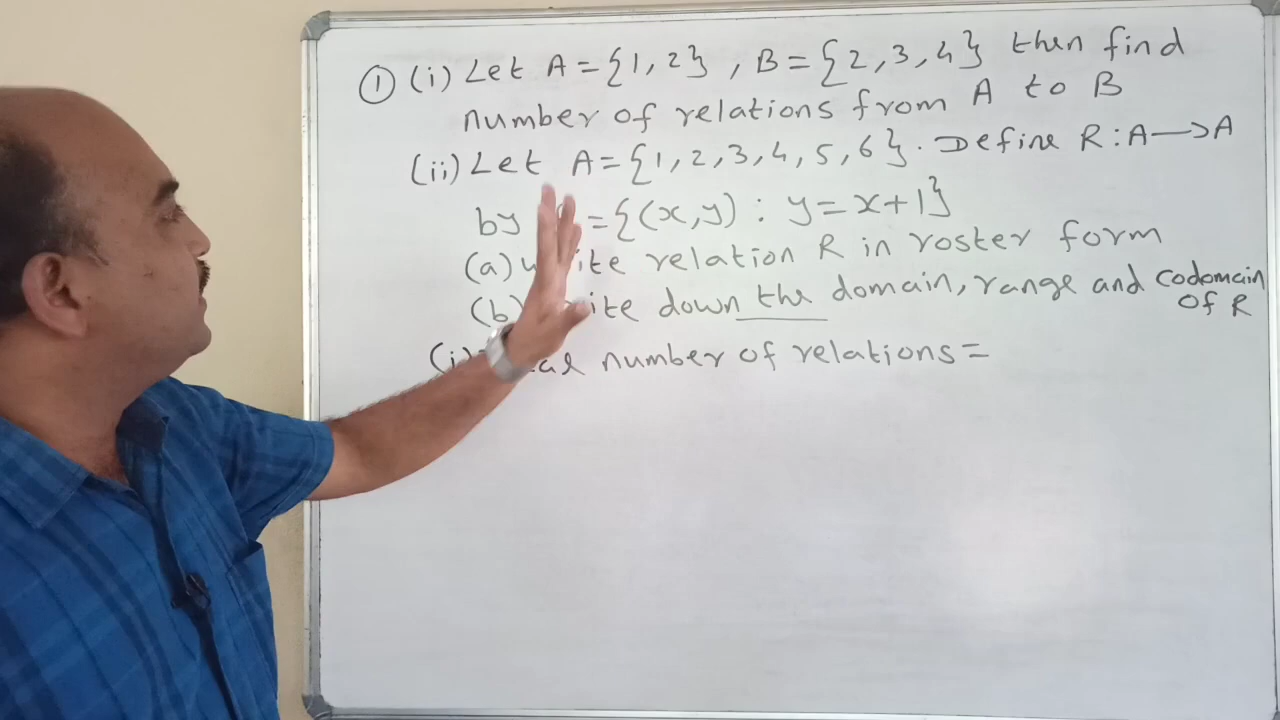 ① (i) Let A = {1, 2}, B = {2, 3, 4} then find
number of relations from A to B
(ii) Let A = {1, 2, 3, 4, 5, 6}. Define R : A → A
by = {(x, y) : y = x + 1}
(a) relation R in roster form
(b) down the domain, range and codomain
of R
(i) number of relations =